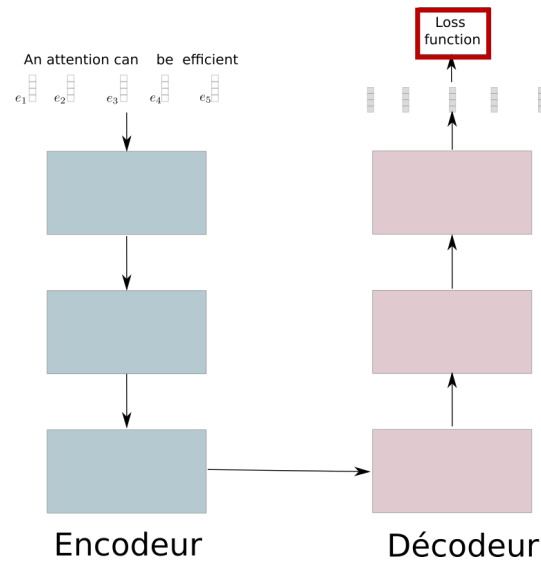 Loss
function
An attention can be efficient
e1 e2 e3 e4 e5
Encodeur
Décodeur